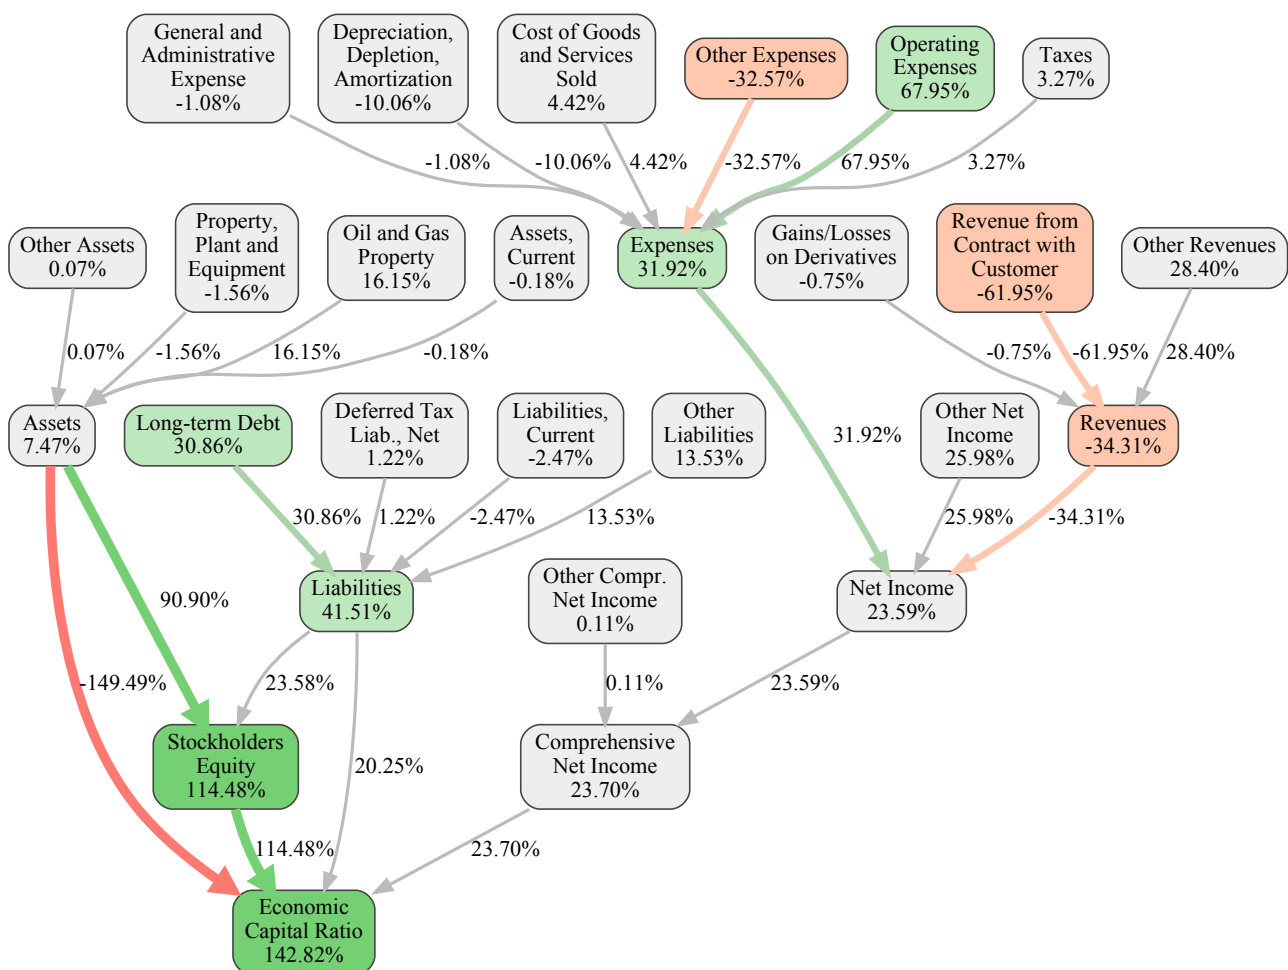 General and
Administrative
Expense
-1.08%
Depreciation,
Depletion,
Amortization
-10.06%
Cost of Goods
and Services
Sold
4.42%
Other Expenses
-32.57%
Operating
Expenses
67.95%
Taxes
3.27%
-1.08%
-10.06%
4.42%
-32.57%
67.95%
3.27%
Other Assets
0.07%
Property,
Plant and
Equipment
-1.56%
Oil and Gas
Property
16.15%
Assets,
Current
-0.18%
Expenses
31.92%
Gains/Losses
on Derivatives
-0.75%
Revenue from
Contract with
Customer
-61.95%
Other Revenues
28.40%
0.07%
-1.56%
16.15%
-0.18%
-0.75%
-61.95%
28.40%
Assets
7.47%
Long-term Debt
30.86%
Deferred Tax
Liab., Net
1.22%
Liabilities,
Current
-2.47%
Other
Liabilities
13.53%
31.92%
Other Net
Income
25.98%
Revenues
-34.31%
30.86%
1.22%
-2.47%
13.53%
25.98%
-34.31%
90.90%
Liabilities
41.51%
Other Compr.
Net Income
0.11%
Net Income
23.59%
-149.49%
23.58%
0.11%
23.59%
Stockholders
Equity
114.48%
20.25%
Comprehensive
Net Income
23.70%
114.48%
23.70%
Economic
Capital Ratio
142.82%